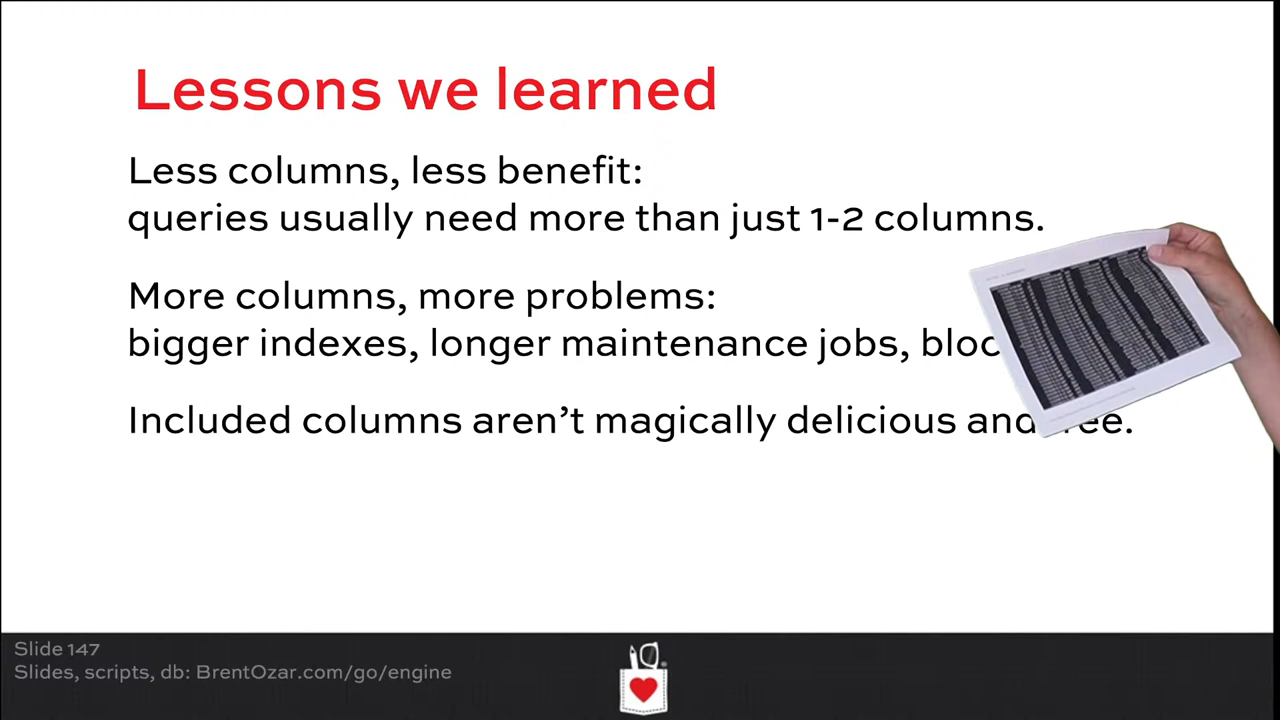 Lessons we learned
Less columns, less benefit:
queries usually need more than just 1-2 columns.
More columns, more problems:
bigger indexes, longer maintenance jobs,
Included columns aren’t magically delicious and
Slide 147
Slides, scripts, db: BrentOzar.com/go/engine